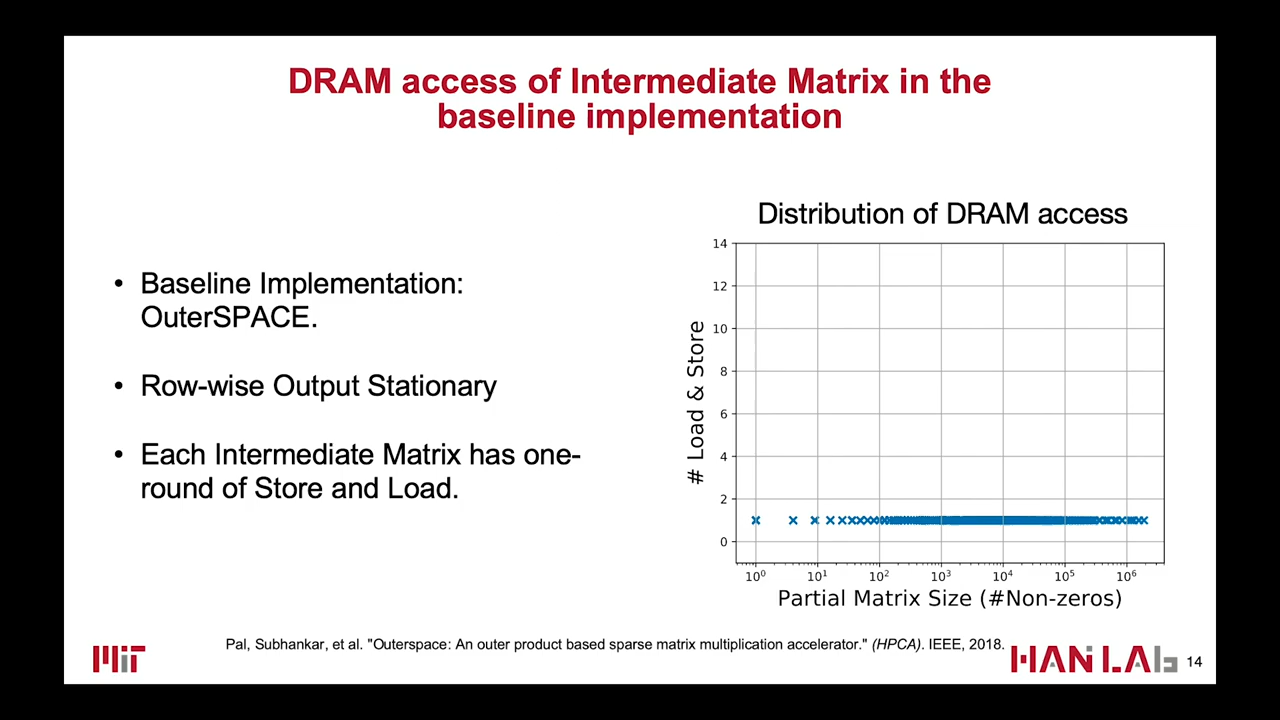 DRAM access of Intermediate Matrix in the
baseline implementation
• Baseline Implementation:
OuterSPACE.
• Row-wise Output Stationary
• Each Intermediate Matrix has one-
round of Store and Load.
Distribution of DRAM access
# Load & Store
14
12
10
8
6
4
2
0
10⁰ 10¹ 10² 10³ 10⁴ 10⁵ 10⁶
Partial Matrix Size (#Non-zeros)
Pal, Subhankar, et al. "Outerspace: An outer product based sparse matrix multiplication accelerator." (HPCA). IEEE, 2018.
MIT
HAN LAB
14